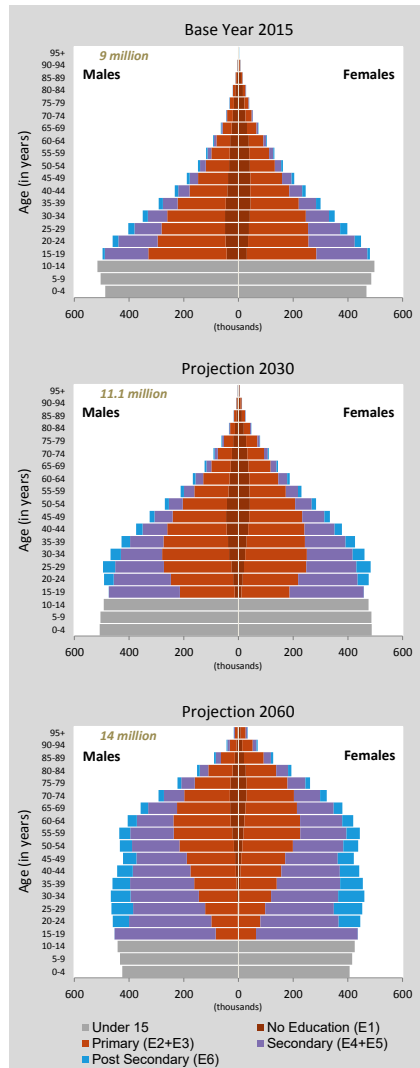 Base Year 2015
9 million
Males
Females
Age (in years)
95+
90-94
85-89
80-84
75-79
70-74
65-69
60-64
55-59
50-54
45-49
40-44
35-39
30-34
25-29
20-24
15-19
10-14
5-9
0-4
600 400 200 0 200 400 600
(thousands)
Projection 2030
11.1 million
Males
Females
Age (in years)
95+
90-94
85-89
80-84
75-79
70-74
65-69
60-64
55-59
50-54
45-49
40-44
35-39
30-34
25-29
20-24
15-19
10-14
5-9
0-4
600 400 200 0 200 400 600
(thousands)
Projection 2060
14 million
Males
Females
Age (in years)
95+
90-94
85-89
80-84
75-79
70-74
65-69
60-64
55-59
50-54
45-49
40-44
35-39
30-34
25-29
20-24
15-19
10-14
5-9
0-4
600 400 200 0 200 400 600
(thousands)
Under 15 No Education (E1)
Primary (E2+E3) Secondary (E4+E5)
Post Secondary (E6)